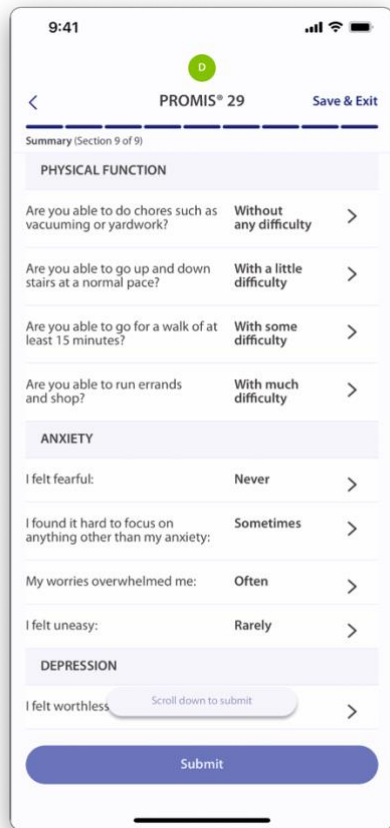 9:41
D
PROMIS® 29
Save & Exit
Summary (Section 9 of 9)
PHYSICAL FUNCTION
Are you able to do chores such as
vacuuming or yardwork?
Without
any difficulty
Are you able to go up and down
stairs at a normal pace?
With a little
difficulty
Are you able to go for a walk of at
least 15 minutes?
With some
difficulty
Are you able to run errands
and shop?
With much
difficulty
ANXIETY
I felt fearful:
Never
I found it hard to focus on
anything other than my anxiety:
Sometimes
My worries overwhelmed me:
Often
I felt uneasy:
Rarely
DEPRESSION
I felt worthless
Scroll down to submit
Submit